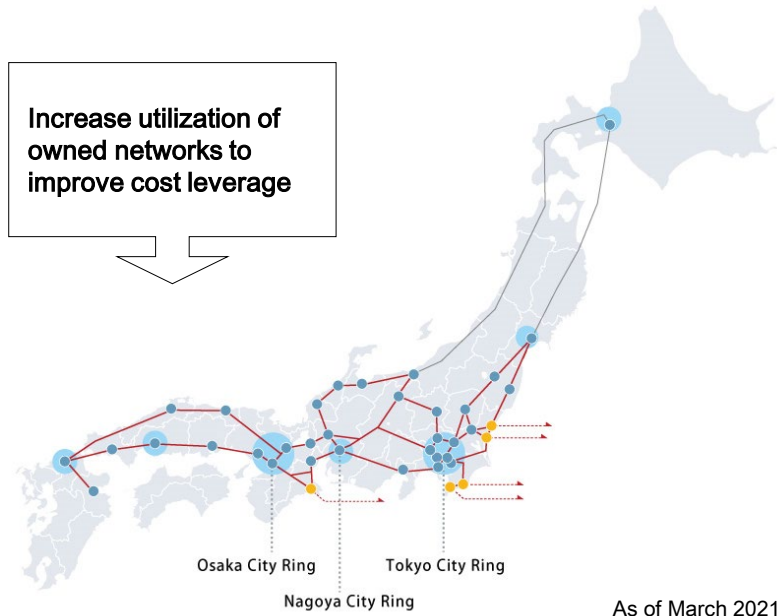 Increase utilization of
owned networks to
improve cost leverage
Osaka City Ring
Tokyo City Ring
Nagoya City Ring
As of March 2021